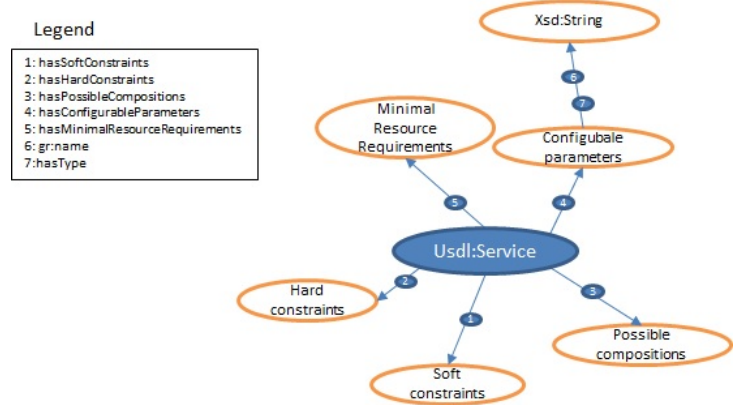 Legend
1: hasSoftConstraints
2: hasHardConstraints
3: hasPossibleCompositions
4: hasConfigurableParameters
5: hasMinimalResourceRequirements
6: gr:name
7:hasType
Xsd:String
6
7
Minimal
Resource
Requirements
Configubale
parameters
5
4
Usdl:Service
2
3
1
Hard
constraints
Possible
compositions
Soft
constraints